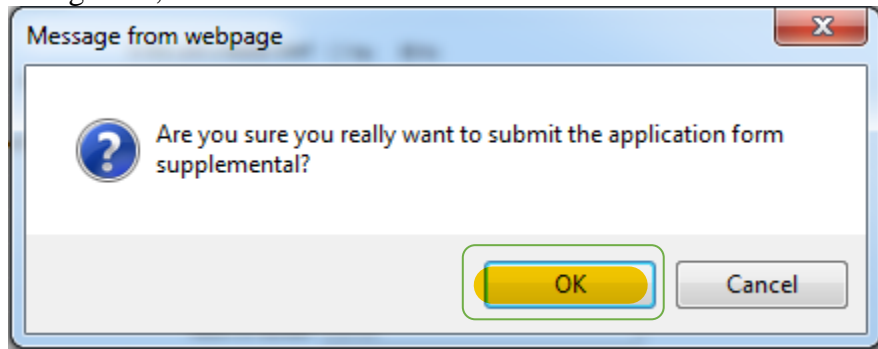 Message from webpage
Are you sure you really want to submit the application form
supplemental?
OK
Cancel